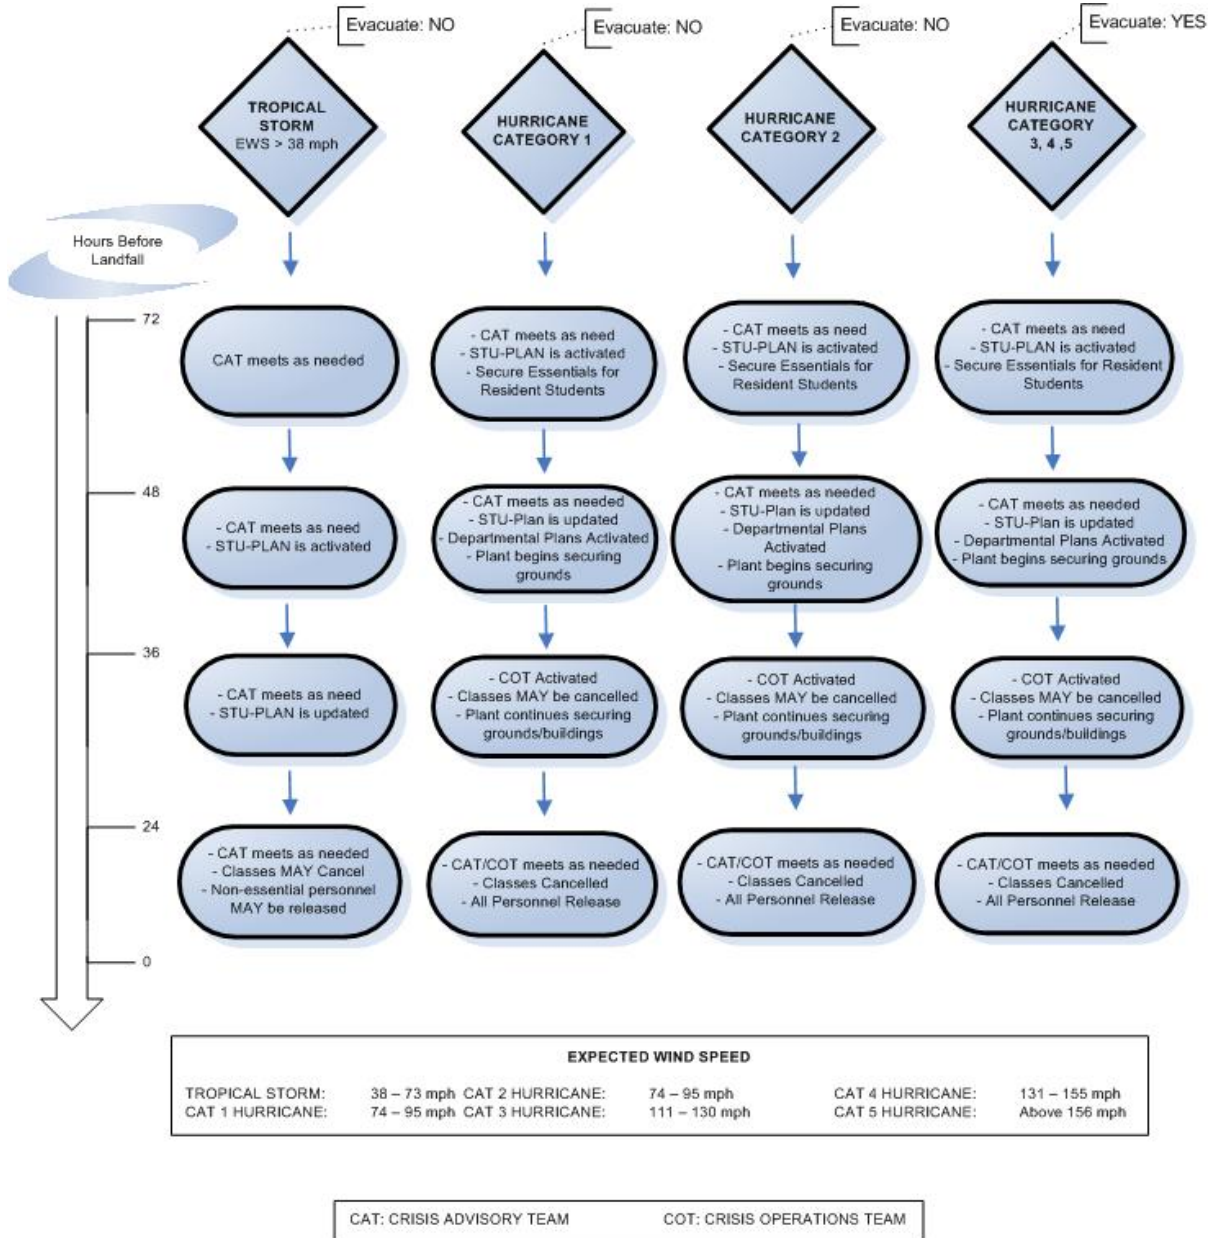 Evacuate: NO
Evacuate: NO
Evacuate: NO
Evacuate: YES
TROPICAL
STORM
EWS > 38 mph
HURRICANE
CATEGORY 1
HURRICANE
CATEGORY 2
HURRICANE
CATEGORY
3, 4 ,5
Hours Before
Landfall
72
CAT meets as needed
- CAT meets as need
- STU-PLAN is activated
- Secure Essentials for
Resident Students
- CAT meets as need
- STU-PLAN is activated
- Secure Essentials for
Resident Students
- CAT meets as need
- STU-PLAN is activated
- Secure Essentials for Resident
Students
48
- CAT meets as need
- STU-PLAN is activated
- CAT meets as needed
- STU-Plan is updated
- Departmental Plans Activated
- Plant begins securing
grounds
- CAT meets as needed
- STU-Plan is updated
- Departmental Plans
Activated
- Plant begins securing
grounds
- CAT meets as needed
- STU-Plan is updated
- Departmental Plans Activated
- Plant begins securing grounds
36
- CAT meets as need
- STU-PLAN is updated
- COT Activated
- Classes MAY be cancelled
- Plant continues securing
grounds/buildings
- COT Activated
- Classes MAY be cancelled
- Plant continues securing
grounds/buildings
- COT Activated
- Classes MAY be cancelled
- Plant continues securing
grounds/buildings
24
- CAT meets as needed
- Classes MAY Cancel
- Non-essential personnel
MAY be released
- CAT/COT meets as needed
- Classes Cancelled
- All Personnel Release
- CAT/COT meets as needed
- Classes Cancelled
- All Personnel Release
- CAT/COT meets as needed
- Classes Cancelled
- All Personnel Release
0
EXPECTED WIND SPEED
TROPICAL STORM: 38 – 73 mph CAT 2 HURRICANE: 74 – 95 mph CAT 4 HURRICANE: 131 – 155 mph
CAT 1 HURRICANE: 74 – 95 mph CAT 3 HURRICANE: 111 – 130 mph CAT 5 HURRICANE: Above 156 mph
CAT: CRISIS ADVISORY TEAM COT: CRISIS OPERATIONS TEAM